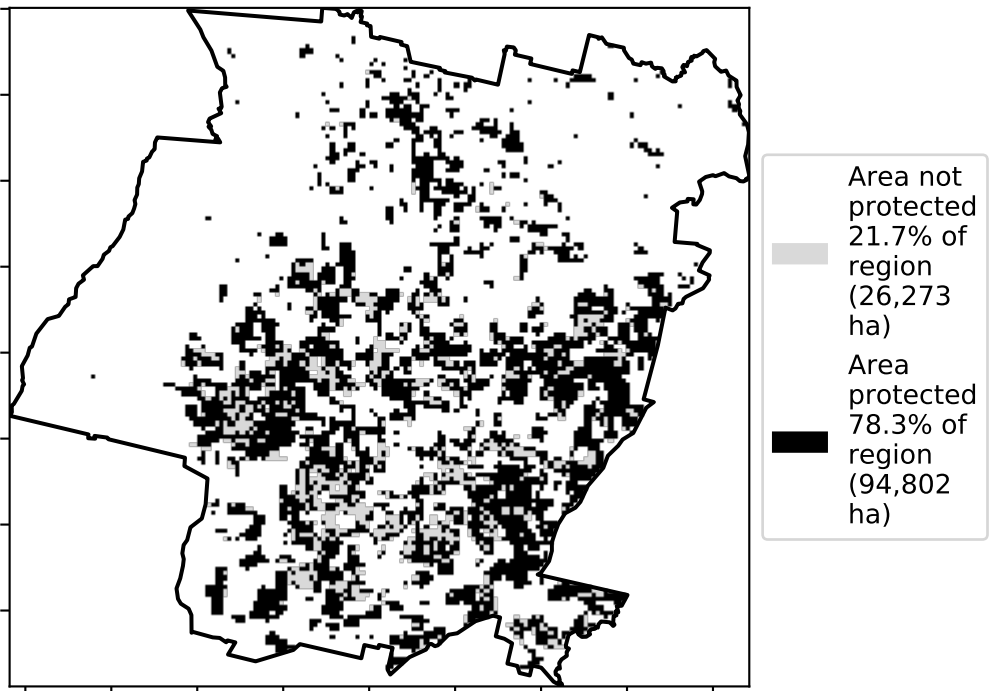 Area not
protected
21.7% of
region
(26,273
ha)
Area
protected
78.3% of
region
(94,802
ha)